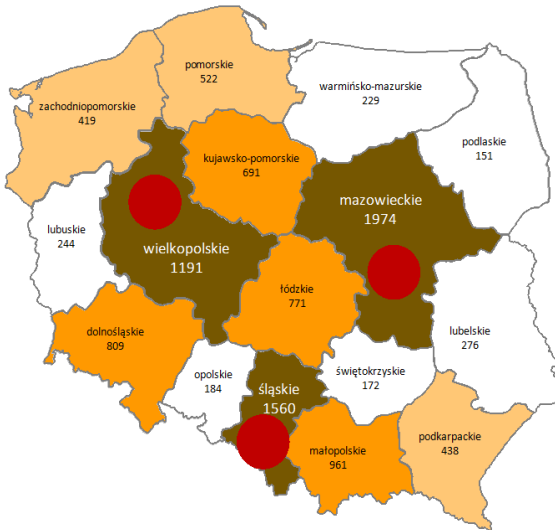 pomorskie
522
warmińsko-mazurskie
229
zachodniopomorskie
419
podlaskie
151
kujawsko-pomorskie
691
mazowieckie
1974
lubuskie
244
wielkopolskie
1191
łódzkie
771
dolnośląskie
809
lubelskie
276
opolskie
184
śląskie
1560
świętokrzyskie
172
małopolskie
961
podkarpackie
438